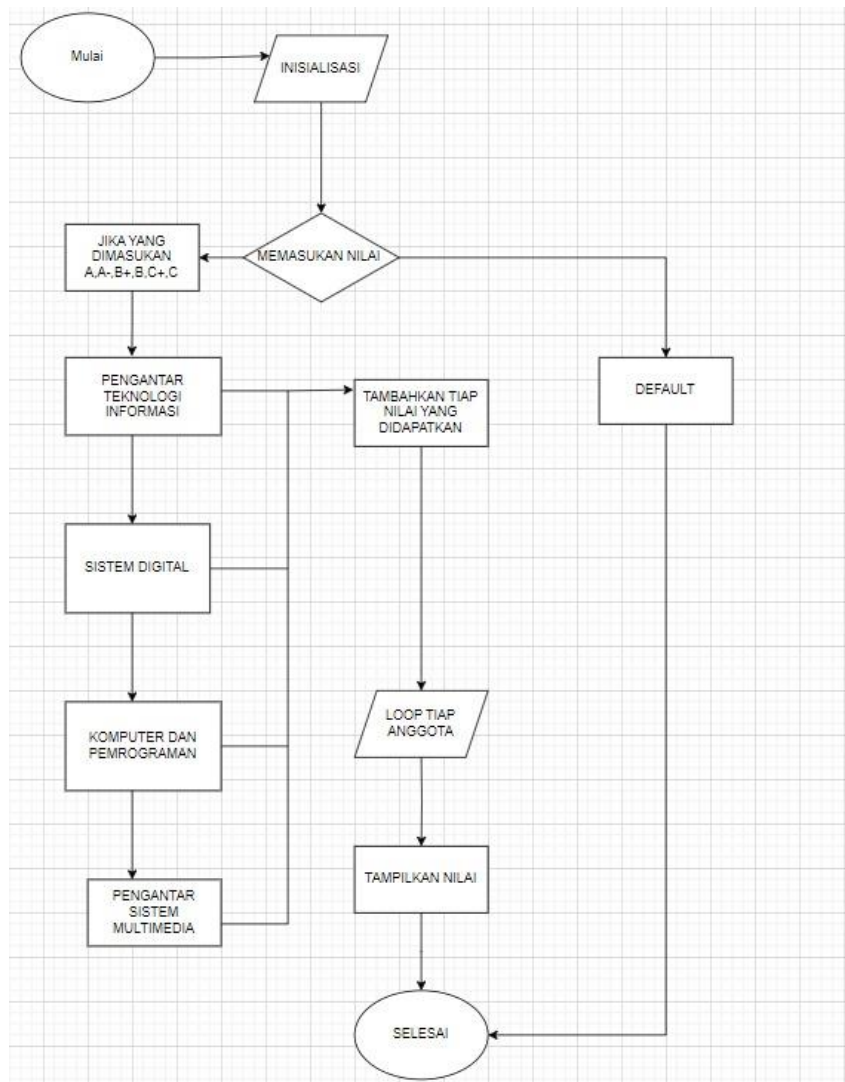 Mulai
INISIALISASI
MEMASUKAN NILAI
JIKA YANG
DIMASUKAN
A,A-,B+,B,C+,C
PENGANTAR
TEKNOLOGI
INFORMASI
TAMBAHKAN TIAP
NILAI YANG
DIDAPATKAN
DEFAULT
SISTEM DIGITAL
KOMPUTER DAN
PEMROGRAMAN
LOOP TIAP
ANGGOTA
PENGANTAR
SISTEM
MULTIMEDIA
TAMPILKAN NILAI
SELESAI